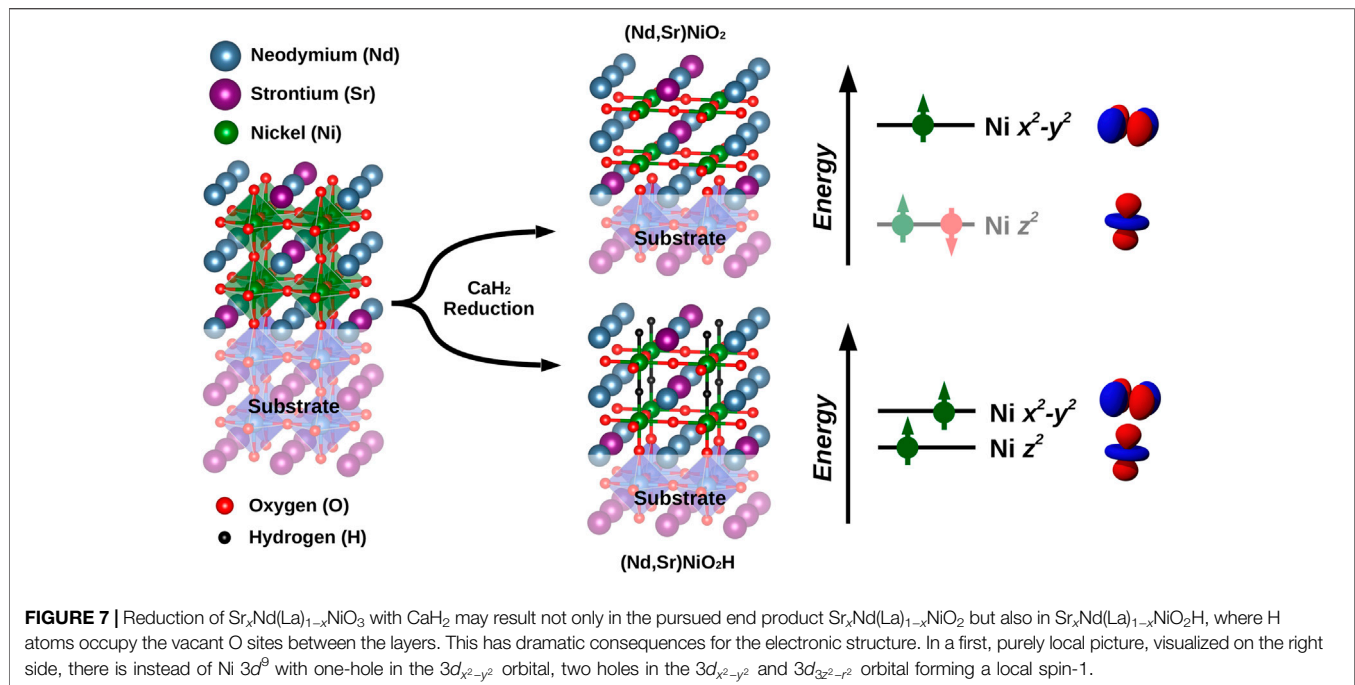 Neodymium (Nd)
Strontium (Sr)
Nickel (Ni)
Substrate
Oxygen (O)
Hydrogen (H)
CaH₂
Reduction
(Nd,Sr)NiO₂
Substrate
Energy
Ni x²-y²
Ni z²
Substrate
(Nd,Sr)NiO₂H
Energy
Ni x²-y²
Ni z²
FIGURE 7 | Reduction of SrₓNd(La)₁₋ₓNiO₃ with CaH₂ may result not only in the pursued end product SrₓNd(La)₁₋ₓNiO₂ but also in SrₓNd(La)₁₋ₓNiO₂H, where H
atoms occupy the vacant O sites between the layers. This has dramatic consequences for the electronic structure. In a first, purely local picture, visualized on the right
side, there is instead of Ni 3d⁹ with one-hole in the 3dₓ²₋ᵧ² orbital, two holes in the 3dₓ²₋ᵧ² and 3d₃z²₋ᵣ² orbital forming a local spin-1.